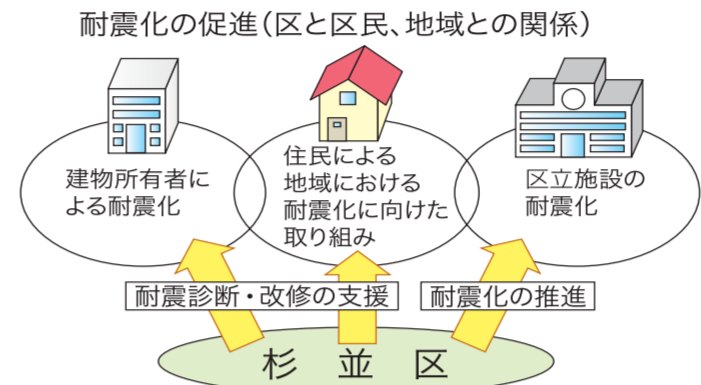 耐震化の促進（区と区民、地域との関係）
建物所有者に
よる耐震化
住民による
地域における
耐震化に向けた
取り組み
区立施設の
耐震化
耐震診断・改修の支援
耐震化の推進
杉並区